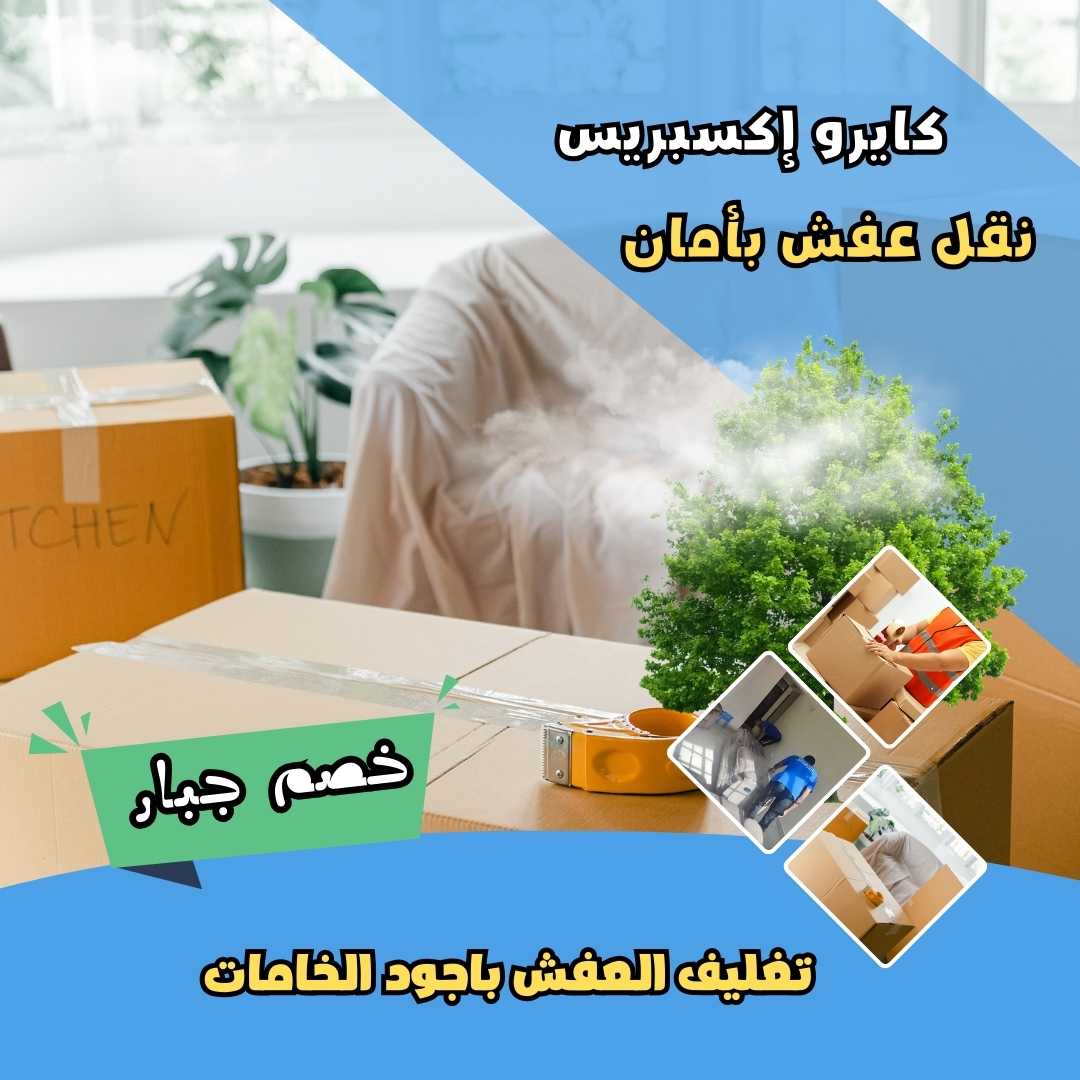 كايرو إكسبريس
نقل عفش بأمان
TCHEN
خصم جبار
تغليف العفش باجود الخامات